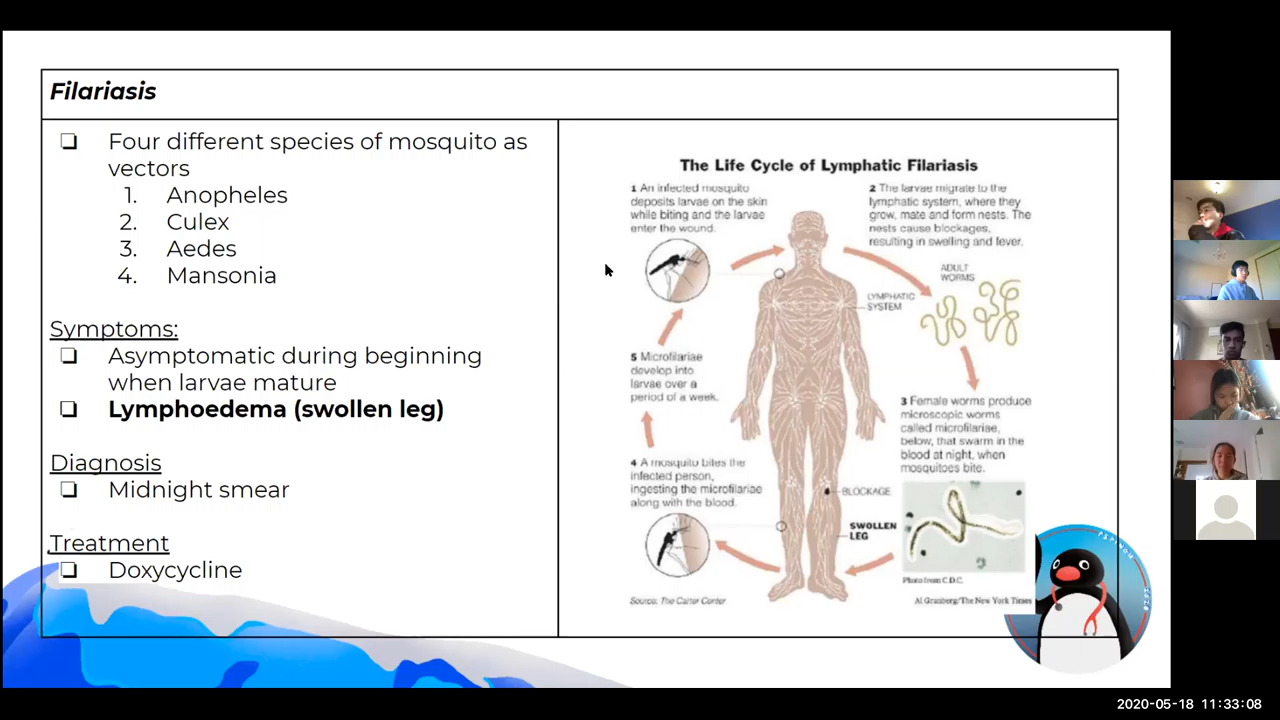 Filariasis
❏ Four different species of mosquito as
vectors
1. Anopheles
2. Culex
3. Aedes
4. Mansonia
Symptoms:
❏ Asymptomatic during beginning
when larvae mature
❏ Lymphoedema (swollen leg)
Diagnosis
❏ Midnight smear
Treatment
❏ Doxycycline
The Life Cycle of Lymphatic Filariasis
1 An infected mosquito
deposits larvae on the skin
while biting and the larvae
enter the wound.
2 The larvae migrate to the
lymphatic system, where they
grow, mate and form nests. The
nests cause blockages,
resulting in swelling and fever.
ADULT
WORMS
LYMPHATIC
SYSTEM
3 Female worms produce
microscopic worms
called microfilariae,
below, that swarm in the
blood at night, when
mosquitoes bite.
5 Microfilariae
develop into
larvae over a
period of a week.
4 A mosquito bites the
infected person,
ingesting the microfilariae
along with the blood.
BLOCKAGE
SWOLLEN
LEG
Photo from C.D.C.
Source: The Carter Center
Al Granberg/The New York Times
2020-05-18 11:33:08